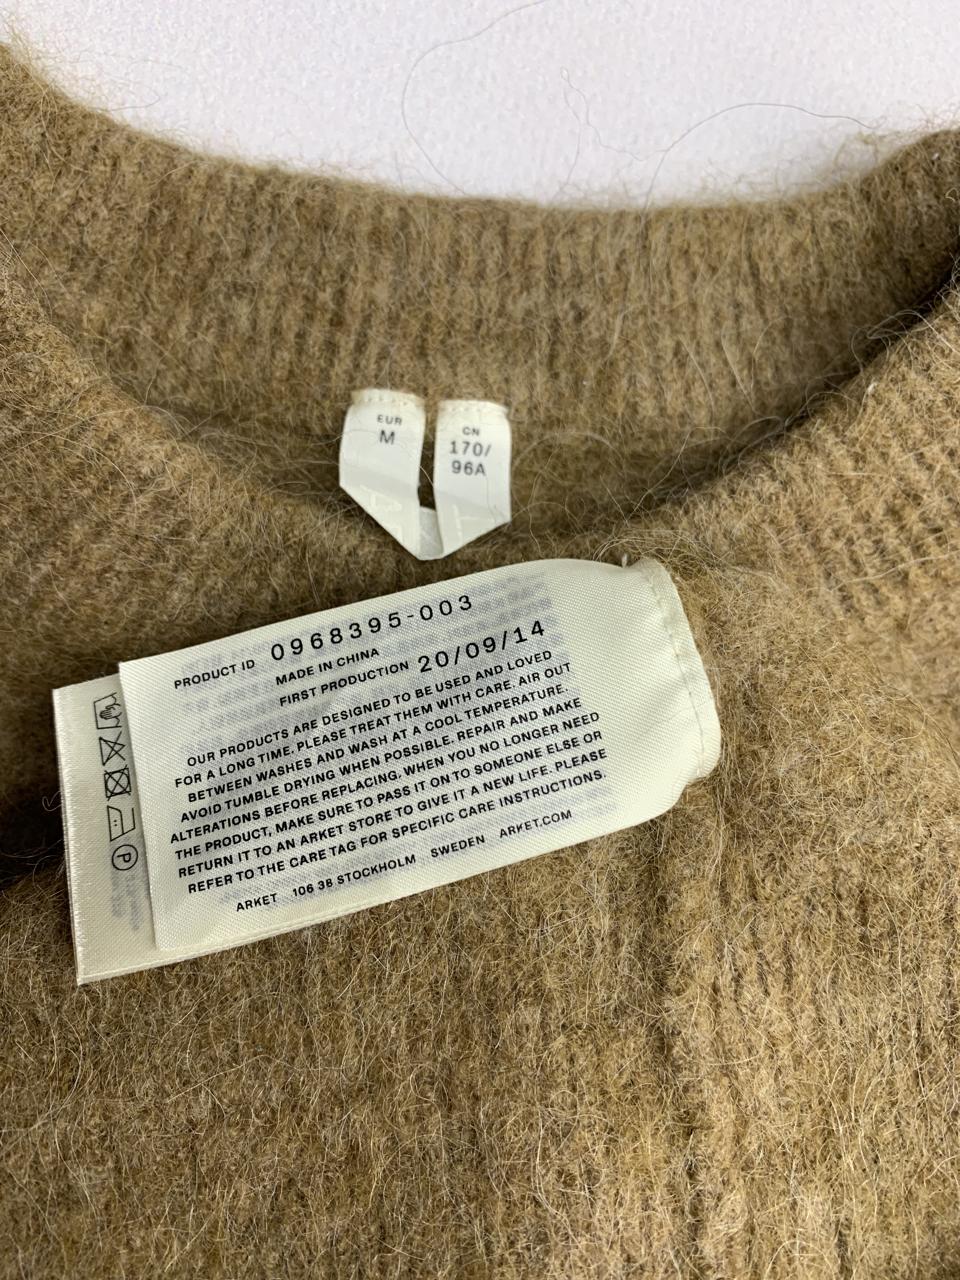 EUR
M
CN
170/
96A
PRODUCT ID 0968395-003
MADE IN CHINA
FIRST PRODUCTION 20/09/14
OUR PRODUCTS ARE DESIGNED TO BE USED AND LOVED
FOR A LONG TIME. PLEASE TREAT THEM WITH CARE. AIR OUT
BETWEEN WASHES AND WASH AT A COOL TEMPERATURE.
AVOID TUMBLE DRYING WHEN POSSIBLE. REPAIR AND MAKE
ALTERATIONS BEFORE REPLACING. WHEN YOU NO LONGER NEED
THE PRODUCT, MAKE SURE TO PASS IT ON TO SOMEONE ELSE OR
RETURN IT TO AN ARKET STORE TO GIVE IT A NEW LIFE. PLEASE
REFER TO THE CARE TAG FOR SPECIFIC CARE INSTRUCTIONS.
ARKET 106 38 STOCKHOLM SWEDEN ARKET.COM
P